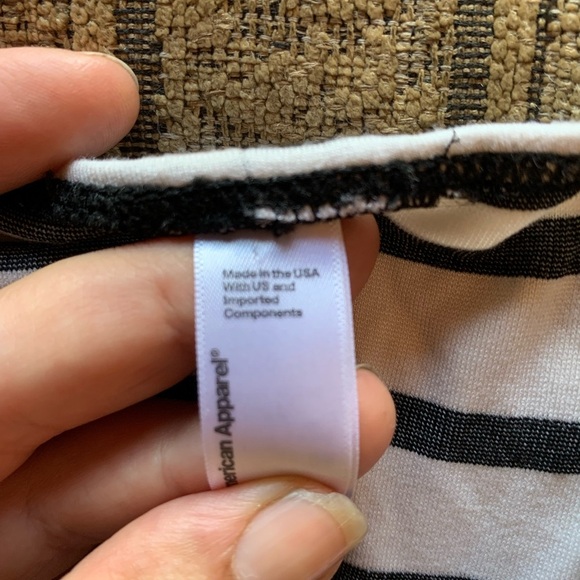 Made in the USA
With US and
Imported
Components
erican Apparel®